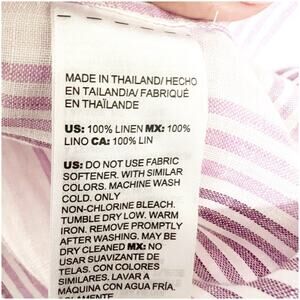 MADE IN THAILAND/ HECHO
EN TAILANDIA/ FABRIQUÉ
EN THAÏLANDE
US: 100% LINEN MX: 100%
LINO CA: 100% LIN
US: DO NOT USE FABRIC
SOFTENER. WITH SIMILAR
COLORS. MACHINE WASH
COLD. ONLY
NON-CHLORINE BLEACH.
TUMBLE DRY LOW. WARM
IRON. REMOVE PROMPTLY
AFTER WASHING. MAY BE
DRY CLEANED MX: NO
USAR SUAVIZANTE DE
TELAS. CON COLORES
SIMILARES. LAVAR A
MÁQUINA CON AGUA FRÍA.
SOLAMENTE